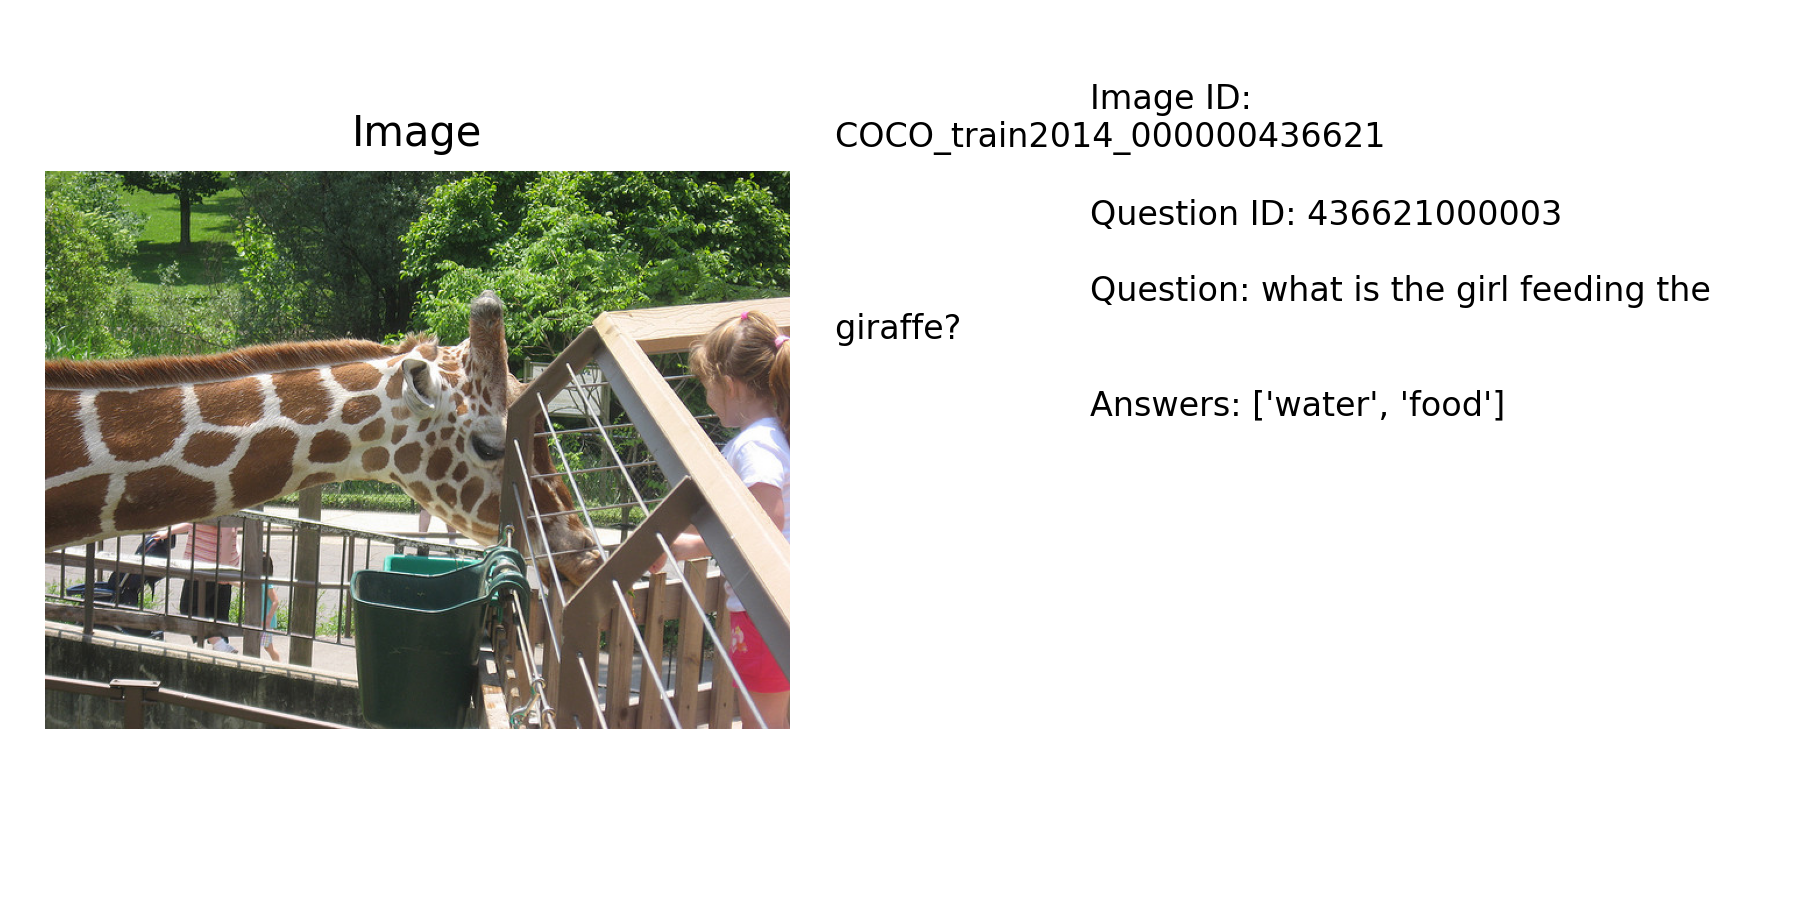 Image
Image ID:
COCO_train2014_000000436621
Question ID: 436621000003
Question: what is the girl feeding the
giraffe?
Answers: ['water', 'food']